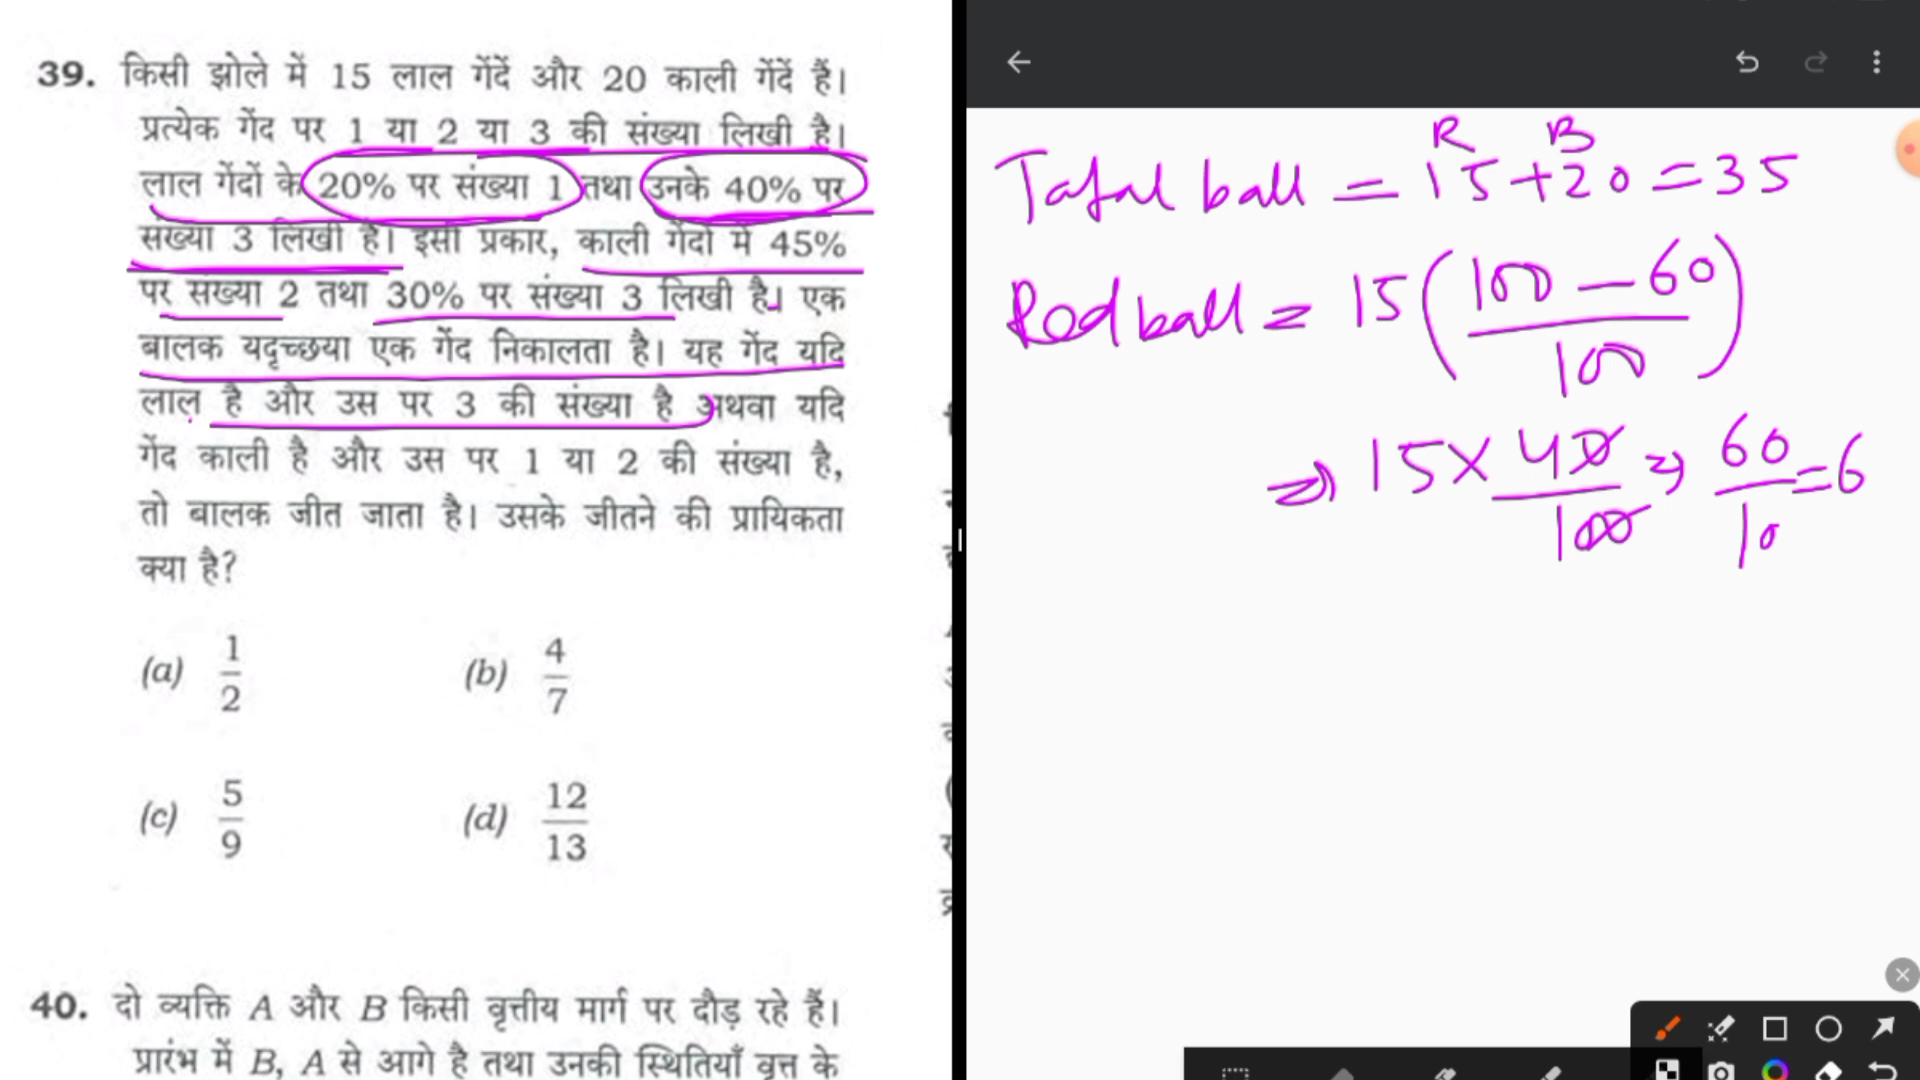 39. किसी झोले में 15 लाल गेंदें और 20 काली गेंदें हैं।
प्रत्येक गेंद पर 1 या 2 या 3 की संख्या लिखी है।
लाल गेंदों के 20% पर संख्या 1 तथा उनके 40% पर
संख्या 3 लिखी है। इसी प्रकार, काली गेंदों में 45%
पर संख्या 2 तथा 30% पर संख्या 3 लिखी है। एक
बालक यदृच्छया एक गेंद निकालता है। यह गेंद यदि
लाल है और उस पर 3 की संख्या है अथवा यदि
गेंद काली है और उस पर 1 या 2 की संख्या है,
तो बालक जीत जाता है। उसके जीतने की प्रायिकता
क्या है?
(a) 1/2 (b) 4/7
(c) 5/9 (d) 12/13
40. दो व्यक्ति A और B किसी वृत्तीय मार्ग पर दौड़ रहे हैं।
प्रारंभ में B, A से आगे है तथा उनकी स्थितियाँ वृत्त के
R B
Total ball = 15+20=35
Red ball = 15(100-60/100)
⇒ 15×40/100 ⇒ 60/10=6